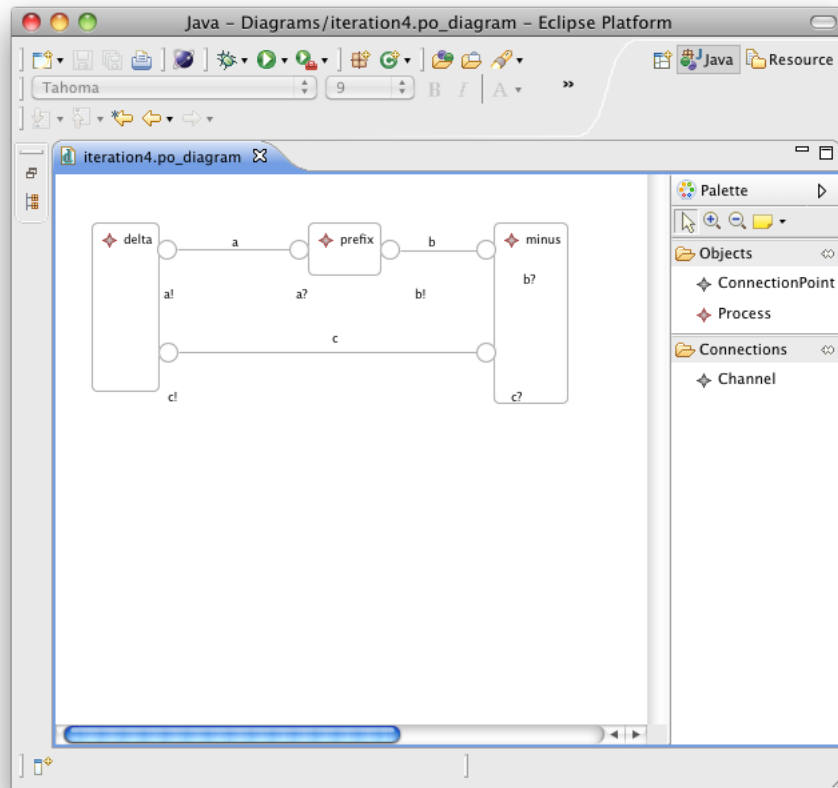 Java – Diagrams/iteration4.po_diagram – Eclipse Platform
Java
Resource
Tahoma
9
B I A
»
iteration4.po_diagram
Palette
Objects
ConnectionPoint
Process
Connections
Channel
delta
a
prefix
b
minus
b?
a!
a?
b!
c
c!
c?